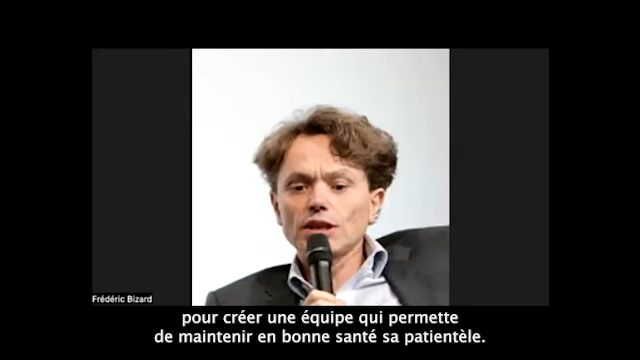 Frédéric Bizard
pour créer une équipe qui permette
de maintenir en bonne santé sa patientèle.